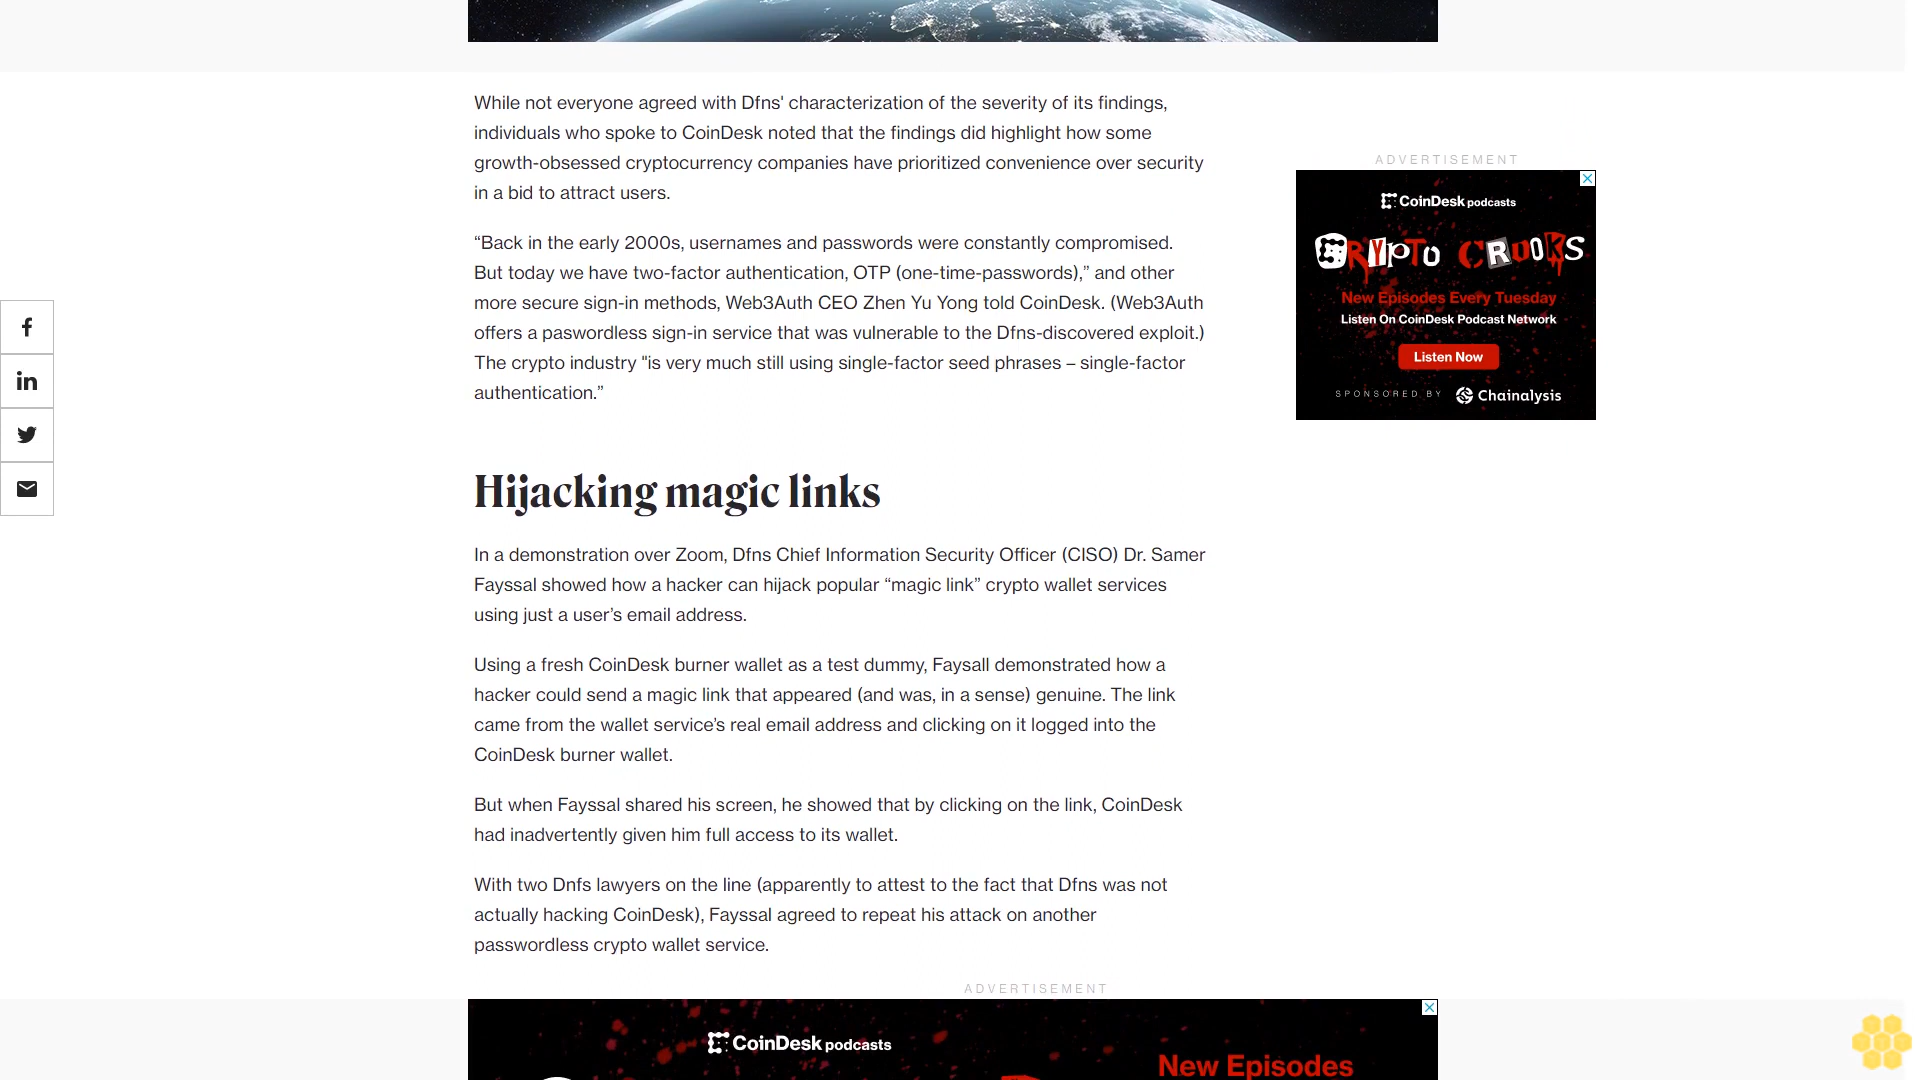 While not everyone agreed with Dfns' characterization of the severity of its findings,
individuals who spoke to CoinDesk noted that the findings did highlight how some
growth-obsessed cryptocurrency companies have prioritized convenience over security
in a bid to attract users.
“Back in the early 2000s, usernames and passwords were constantly compromised.
But today we have two-factor authentication, OTP (one-time-passwords),” and other
more secure sign-in methods, Web3Auth CEO Zhen Yu Yong told CoinDesk. (Web3Auth
offers a paswordless sign-in service that was vulnerable to the Dfns-discovered exploit.)
The crypto industry "is very much still using single-factor seed phrases – single-factor
authentication.”
Hijacking magic links
In a demonstration over Zoom, Dfns Chief Information Security Officer (CISO) Dr. Samer
Fayssal showed how a hacker can hijack popular “magic link” crypto wallet services
using just a user’s email address.
Using a fresh CoinDesk burner wallet as a test dummy, Faysall demonstrated how a
hacker could send a magic link that appeared (and was, in a sense) genuine. The link
came from the wallet service’s real email address and clicking on it logged into the
CoinDesk burner wallet.
But when Fayssal shared his screen, he showed that by clicking on the link, CoinDesk
had inadvertently given him full access to its wallet.
With two Dnfs lawyers on the line (apparently to attest to the fact that Dfns was not
actually hacking CoinDesk), Fayssal agreed to repeat his attack on another
passwordless crypto wallet service.
ADVERTISEMENT
CoinDesk podcasts
CRYPTO CROOKS
New Episodes Every Tuesday
Listen On CoinDesk Podcast Network
Listen Now
SPONSORED BY Chainalysis
ADVERTISEMENT
CoinDesk podcasts
New Episodes